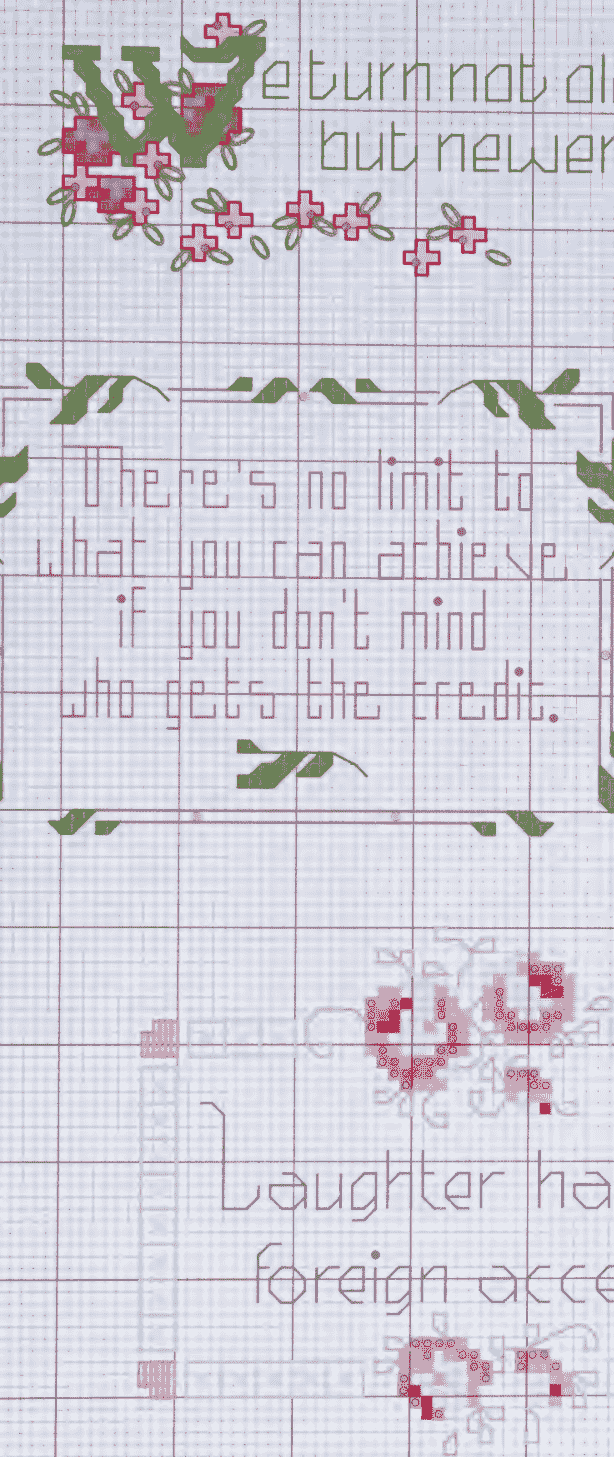 We turn not ol
but newer
There's no limit to
what you can achieve
if you don't mind
who gets the credit.
Laughter ha
foreign acce